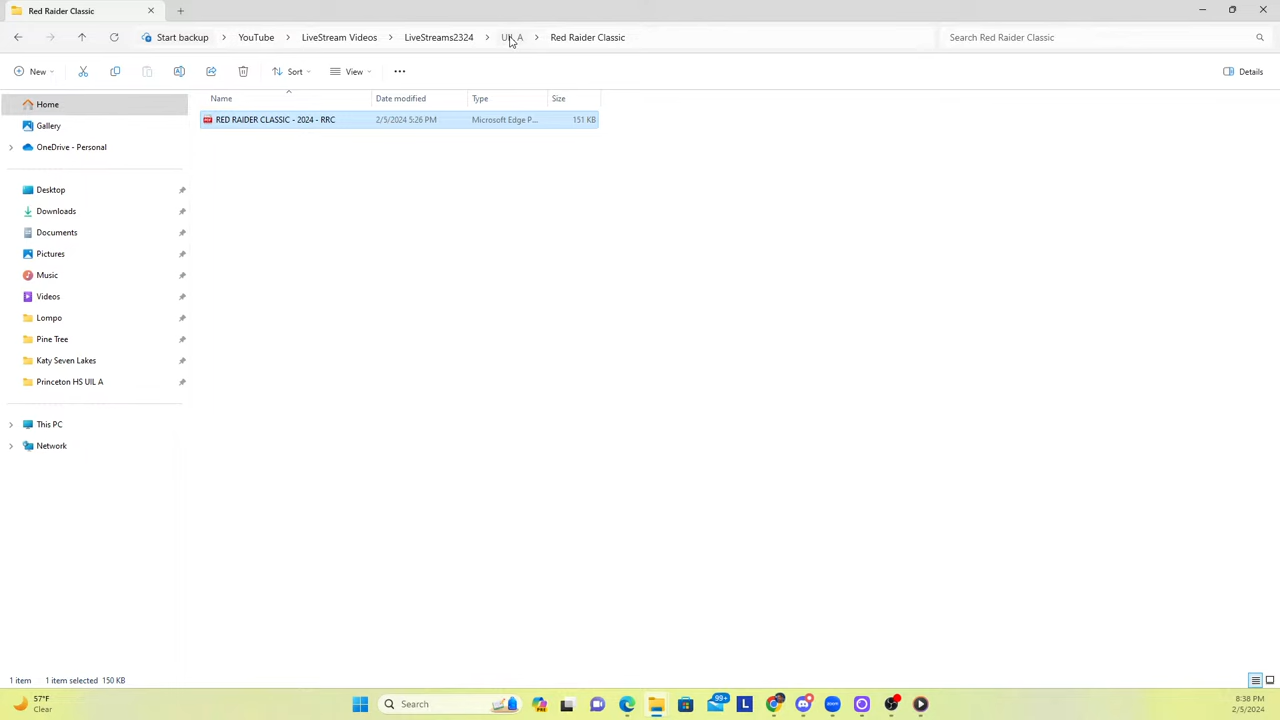 Red Raider Classic
Start backup YouTube LiveStream Videos LiveStreams2324 UIL A Red Raider Classic Search Red Raider Classic
New Sort View Details
Name Date modified Type Size
RED RAIDER CLASSIC - 2024 - RRC 2/5/2024 5:26 PM Microsoft Edge P... 151 KB
Home
Gallery
OneDrive - Personal
Desktop
Downloads
Documents
Pictures
Music
Videos
Lompo
Pine Tree
Katy Seven Lakes
Princeton HS UIL A
This PC
Network
1 item 1 item selected 150 KB
57°F
Clear
Search
PRE
99+
L
zoom
8:38 PM
2/5/2024